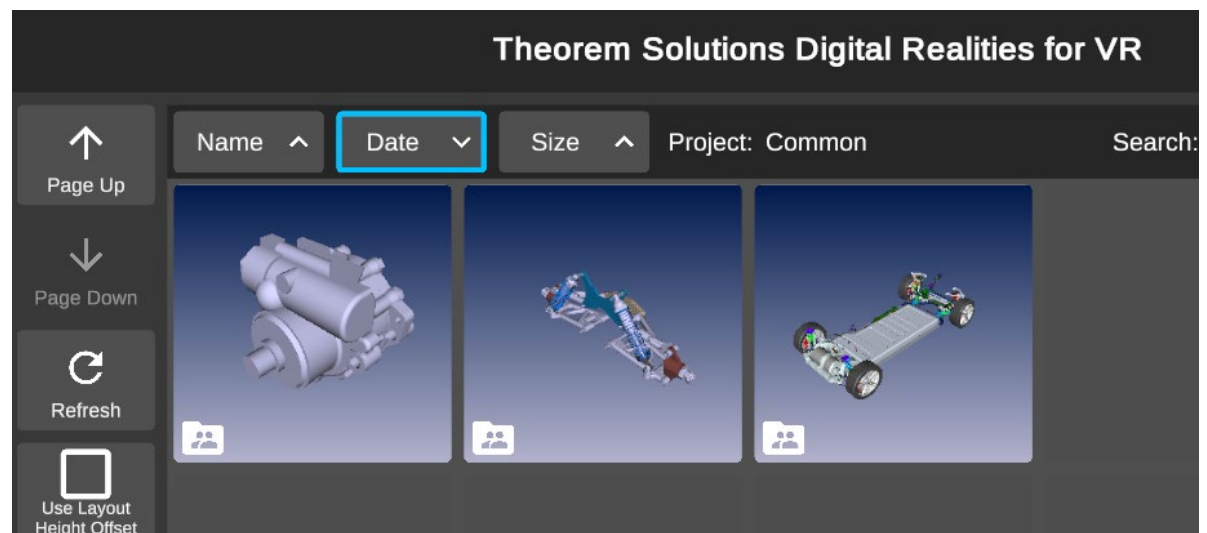 Theorem Solutions Digital Realities for VR
Name Date Size Project: Common Search:
Page Up
Page Down
Refresh
Use Layout
Height Offset